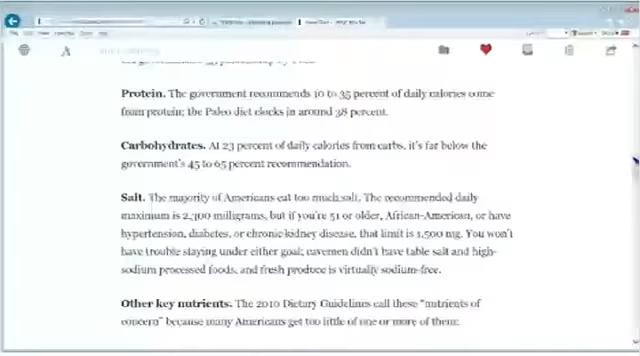 Protein. The government recommends 10 to 35 percent of daily calories come
from protein; the Paleo diet clocks in around 38 percent.
Carbohydrates. At 23 percent of daily calories from carbs, it's far below the
government's 45 to 65 percent recommendation.
Salt. The majority of Americans eat too much salt. The recommended daily
maximum is 2,300 milligrams, but if you're 51 or older, African-American, or have
hypertension, diabetes, or chronic kidney disease, that limit is 1,500 mg. You won't
have trouble staying under either goal; cavemen didn't have table salt and high-
sodium processed foods, and fresh produce is virtually sodium-free.
Other key nutrients. The 2010 Dietary Guidelines call these "nutrients of
concern" because many Americans get too little of one or more of them: